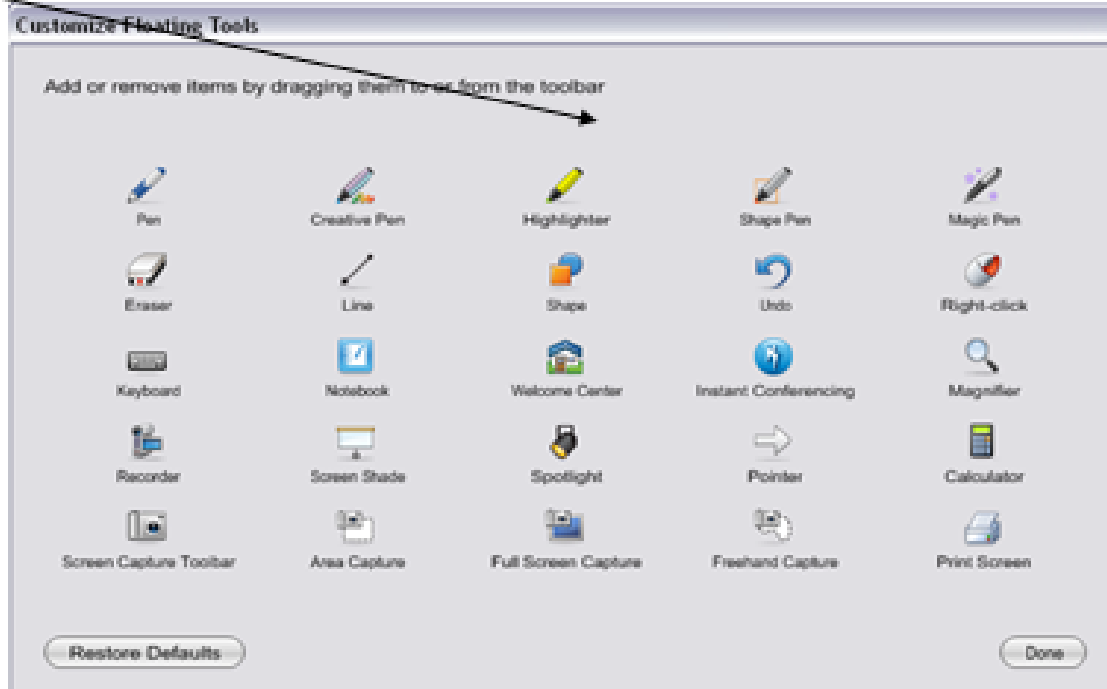 Customize Floating Tools
Add or remove items by dragging them to or from the toolbar
Pen Creative Pen Highlighter Shape Pen Magic Pen
Eraser Line Shape Undo Right-click
Keyboard Notebook Welcome Center Instant Conferencing Magnifier
Recorder Screen Shade Spotlight Pointer Calculator
Screen Capture Toolbar Area Capture Full Screen Capture Freehand Capture Print Screen
Restore Defaults Done